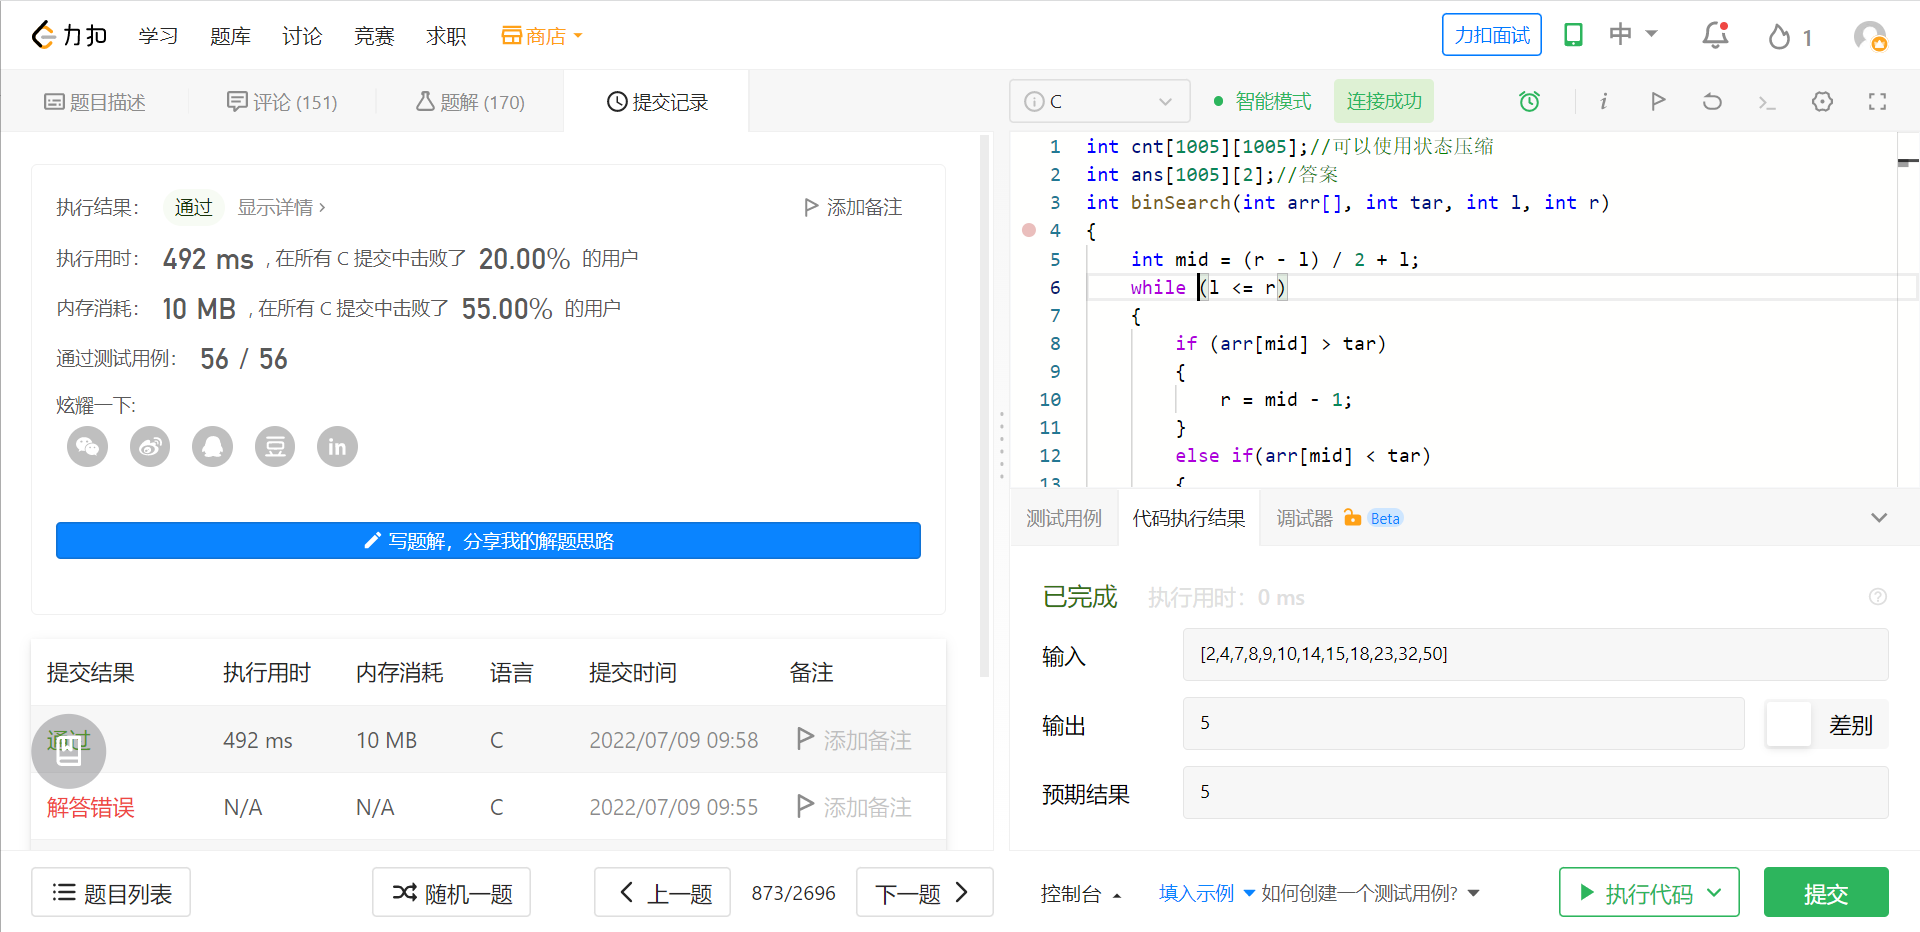 力扣 学习 题库 讨论 竞赛 求职 商店 力扣面试 中 1
题目描述 评论 (151) 题解 (170) 提交记录
执行结果： 通过 显示详情 › 添加备注
执行用时： 492 ms , 在所有 C 提交中击败了 20.00% 的用户
内存消耗： 10 MB , 在所有 C 提交中击败了 55.00% 的用户
通过测试用例： 56 / 56
炫耀一下:
豆 in
写题解，分享我的解题思路
提交结果 执行用时 内存消耗 语言 提交时间 备注
通过 492 ms 10 MB C 2022/07/09 09:58 添加备注
解答错误 N/A N/A C 2022/07/09 09:55 添加备注
题目列表 随机一题 上一题 873/2696 下一题
C 智能模式 连接成功 i
1 int cnt[1005][1005];//可以使用状态压缩
2 int ans[1005][2];//答案
3 int binSearch(int arr[], int tar, int l, int r)
4 {
5 int mid = (r - l) / 2 + l;
6 while (l <= r)
7 {
8 if (arr[mid] > tar)
9 {
10 r = mid - 1;
11 }
12 else if(arr[mid] < tar)
13 {
测试用例 代码执行结果 调试器 Beta
已完成 执行用时： 0 ms
输入 [2,4,7,8,9,10,14,15,18,23,32,50]
输出 5 差别
预期结果 5
控制台 填入示例 如何创建一个测试用例? 执行代码 提交